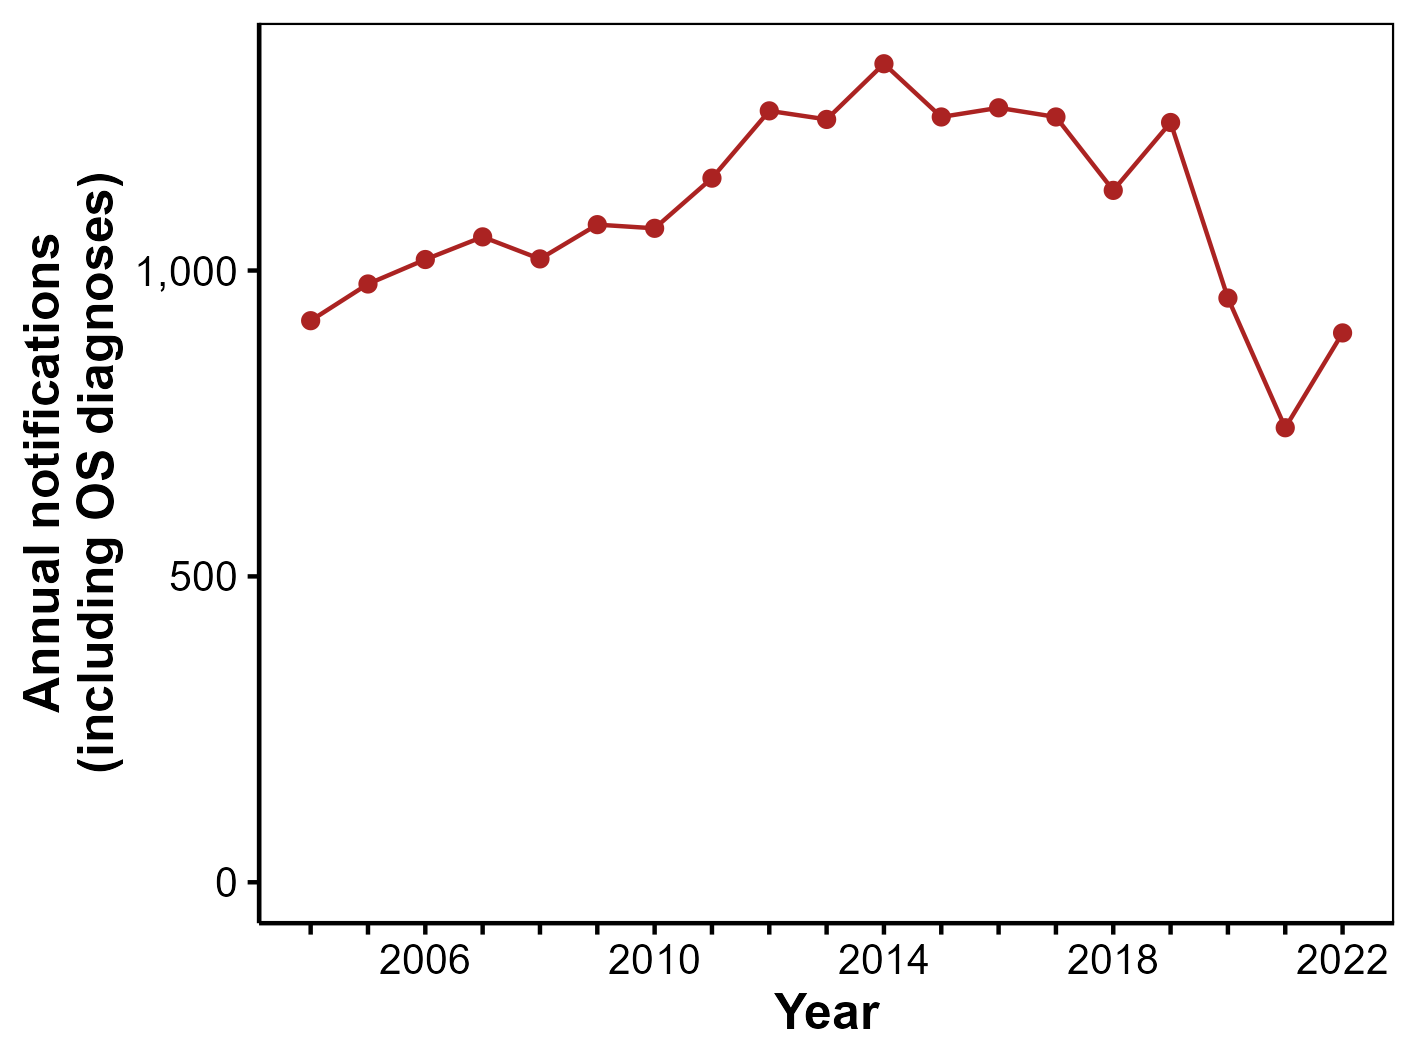 Annual notifications
(including OS diagnoses)
1,000
500
0
2006 2010 2014 2018 2022
Year